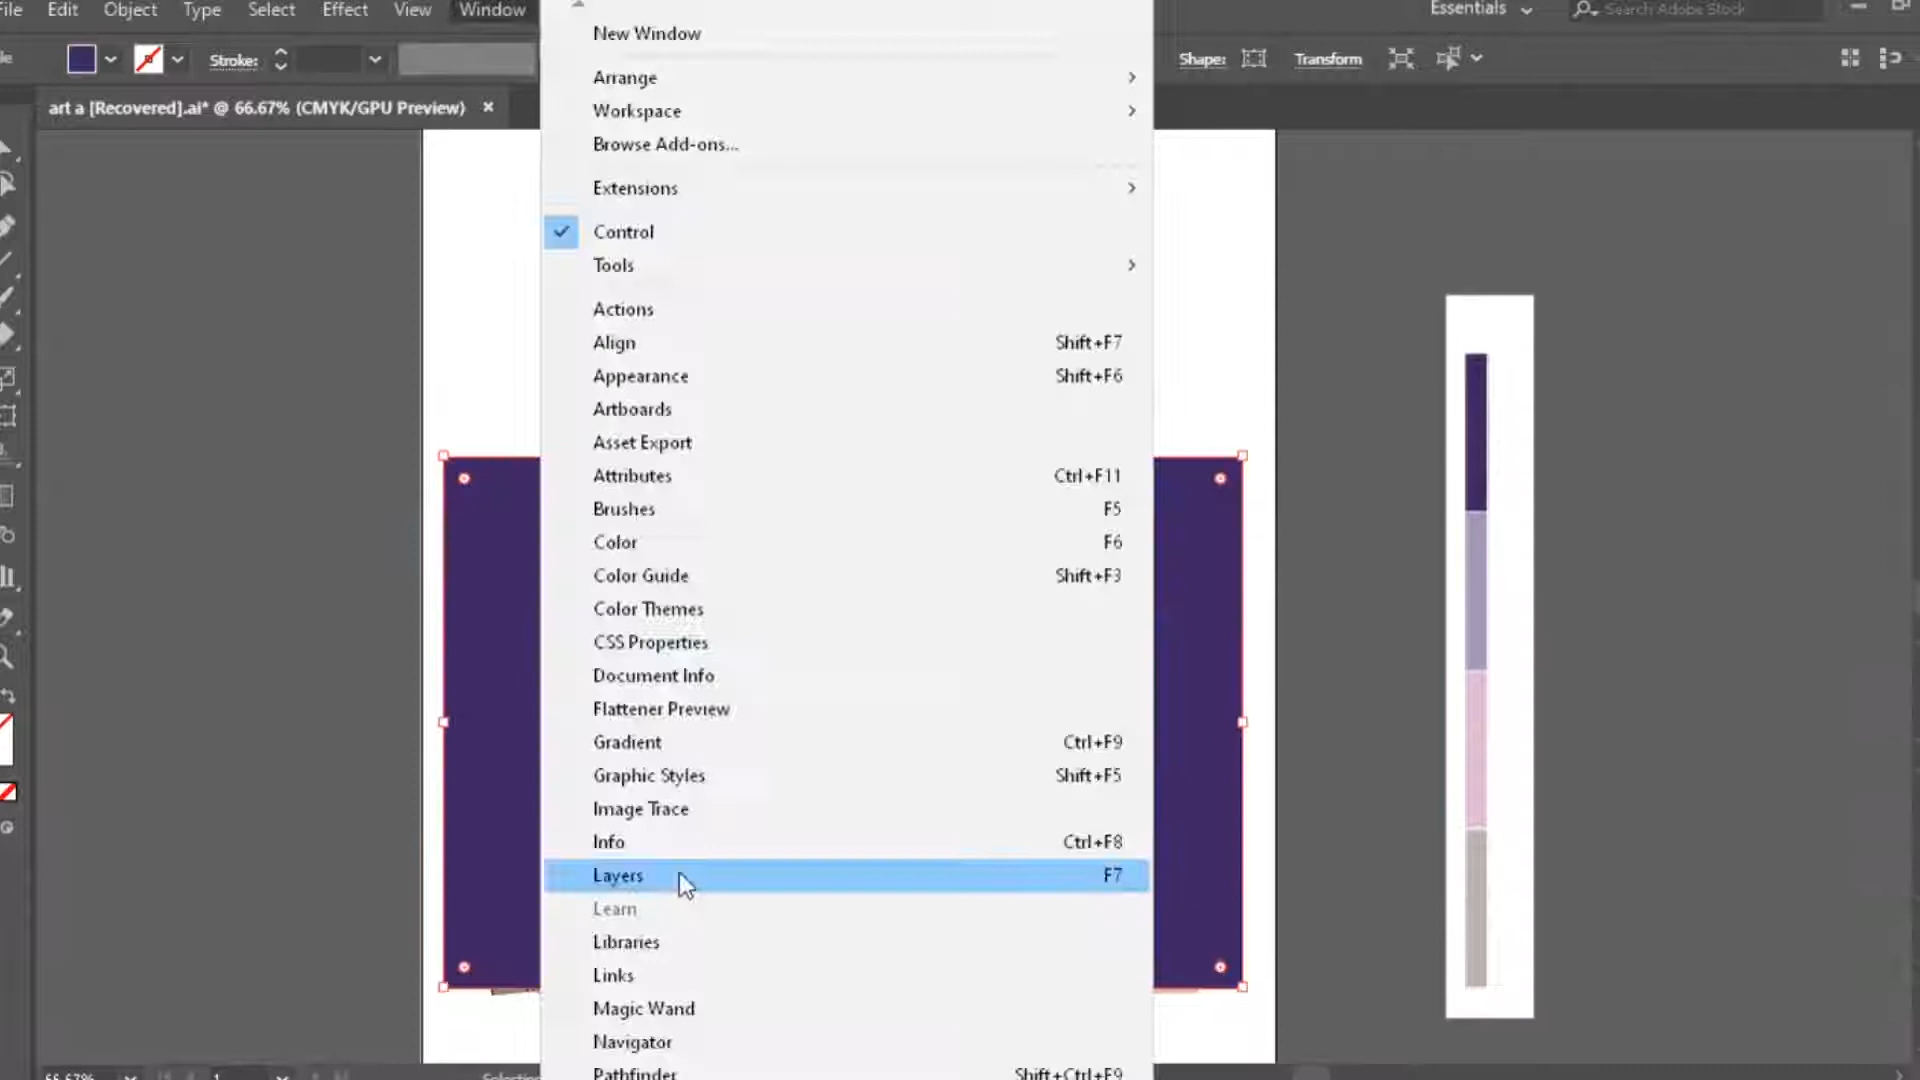 File Edit Object Type Select Effect View Window
Essentials
Search Adobe Stock
Stroke:
Shape: Transform
art a [Recovered].ai* @ 66.67% (CMYK/GPU Preview) ×
New Window
Arrange
Workspace
Browse Add-ons...
Extensions
Control
Tools
Actions
Align Shift+F7
Appearance Shift+F6
Artboards
Asset Export
Attributes Ctrl+F11
Brushes F5
Color F6
Color Guide Shift+F3
Color Themes
CSS Properties
Document Info
Flattener Preview
Gradient Ctrl+F9
Graphic Styles Shift+F5
Image Trace
Info Ctrl+F8
Layers F7
Learn
Libraries
Links
Magic Wand
Navigator
Pathfinder Shift+Ctrl+F9
66.67% 1